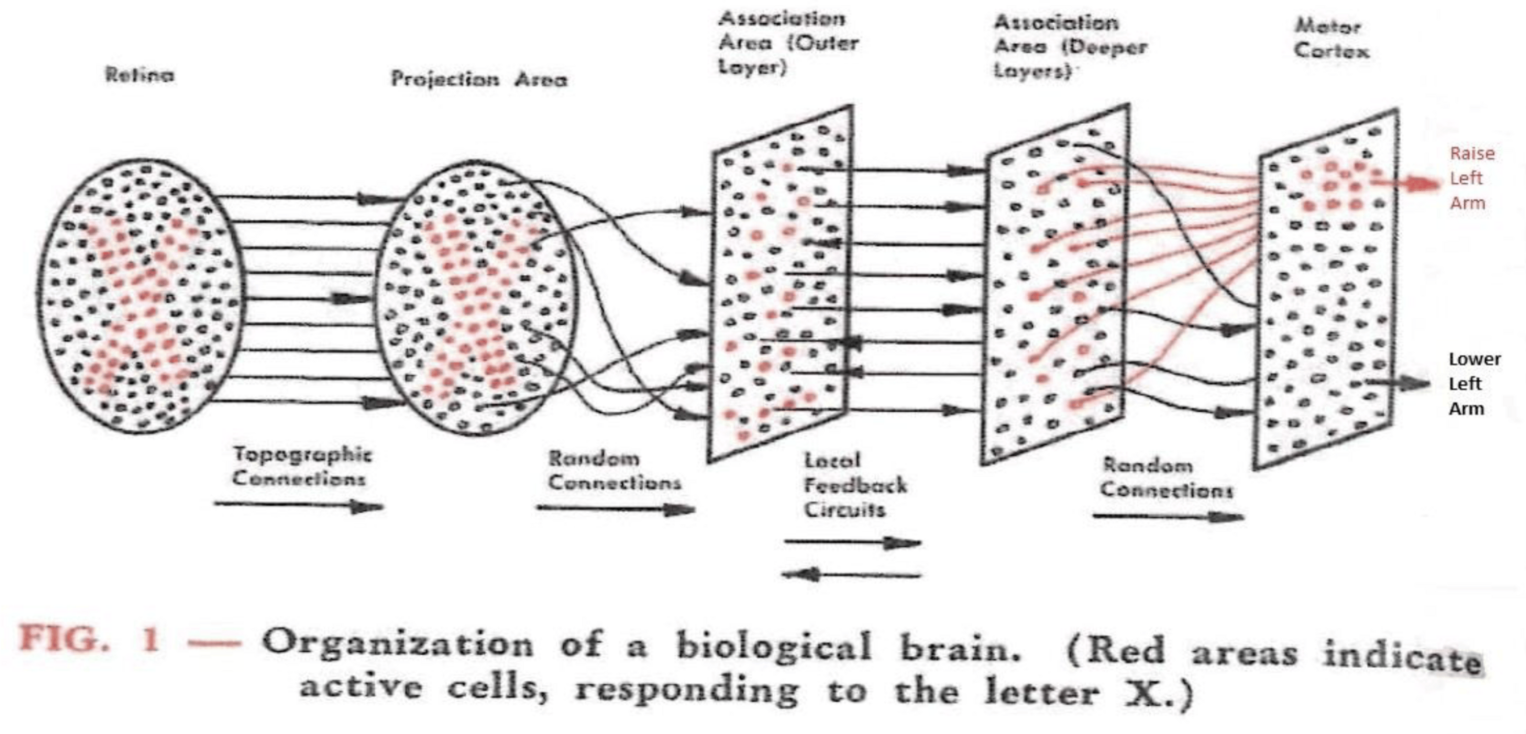 Retina
Projection Area
Association
Area (Outer
Layer)
Association
Area (Deeper
Layers)
Motor
Cortex
Raise
Left
Arm
Lower
Left
Arm
Topographic
Connections
Random
Connections
Local
Feedback
Circuits
Random
Connections
FIG. 1 — Organization of a biological brain. (Red areas indicate
active cells, responding to the letter X.)